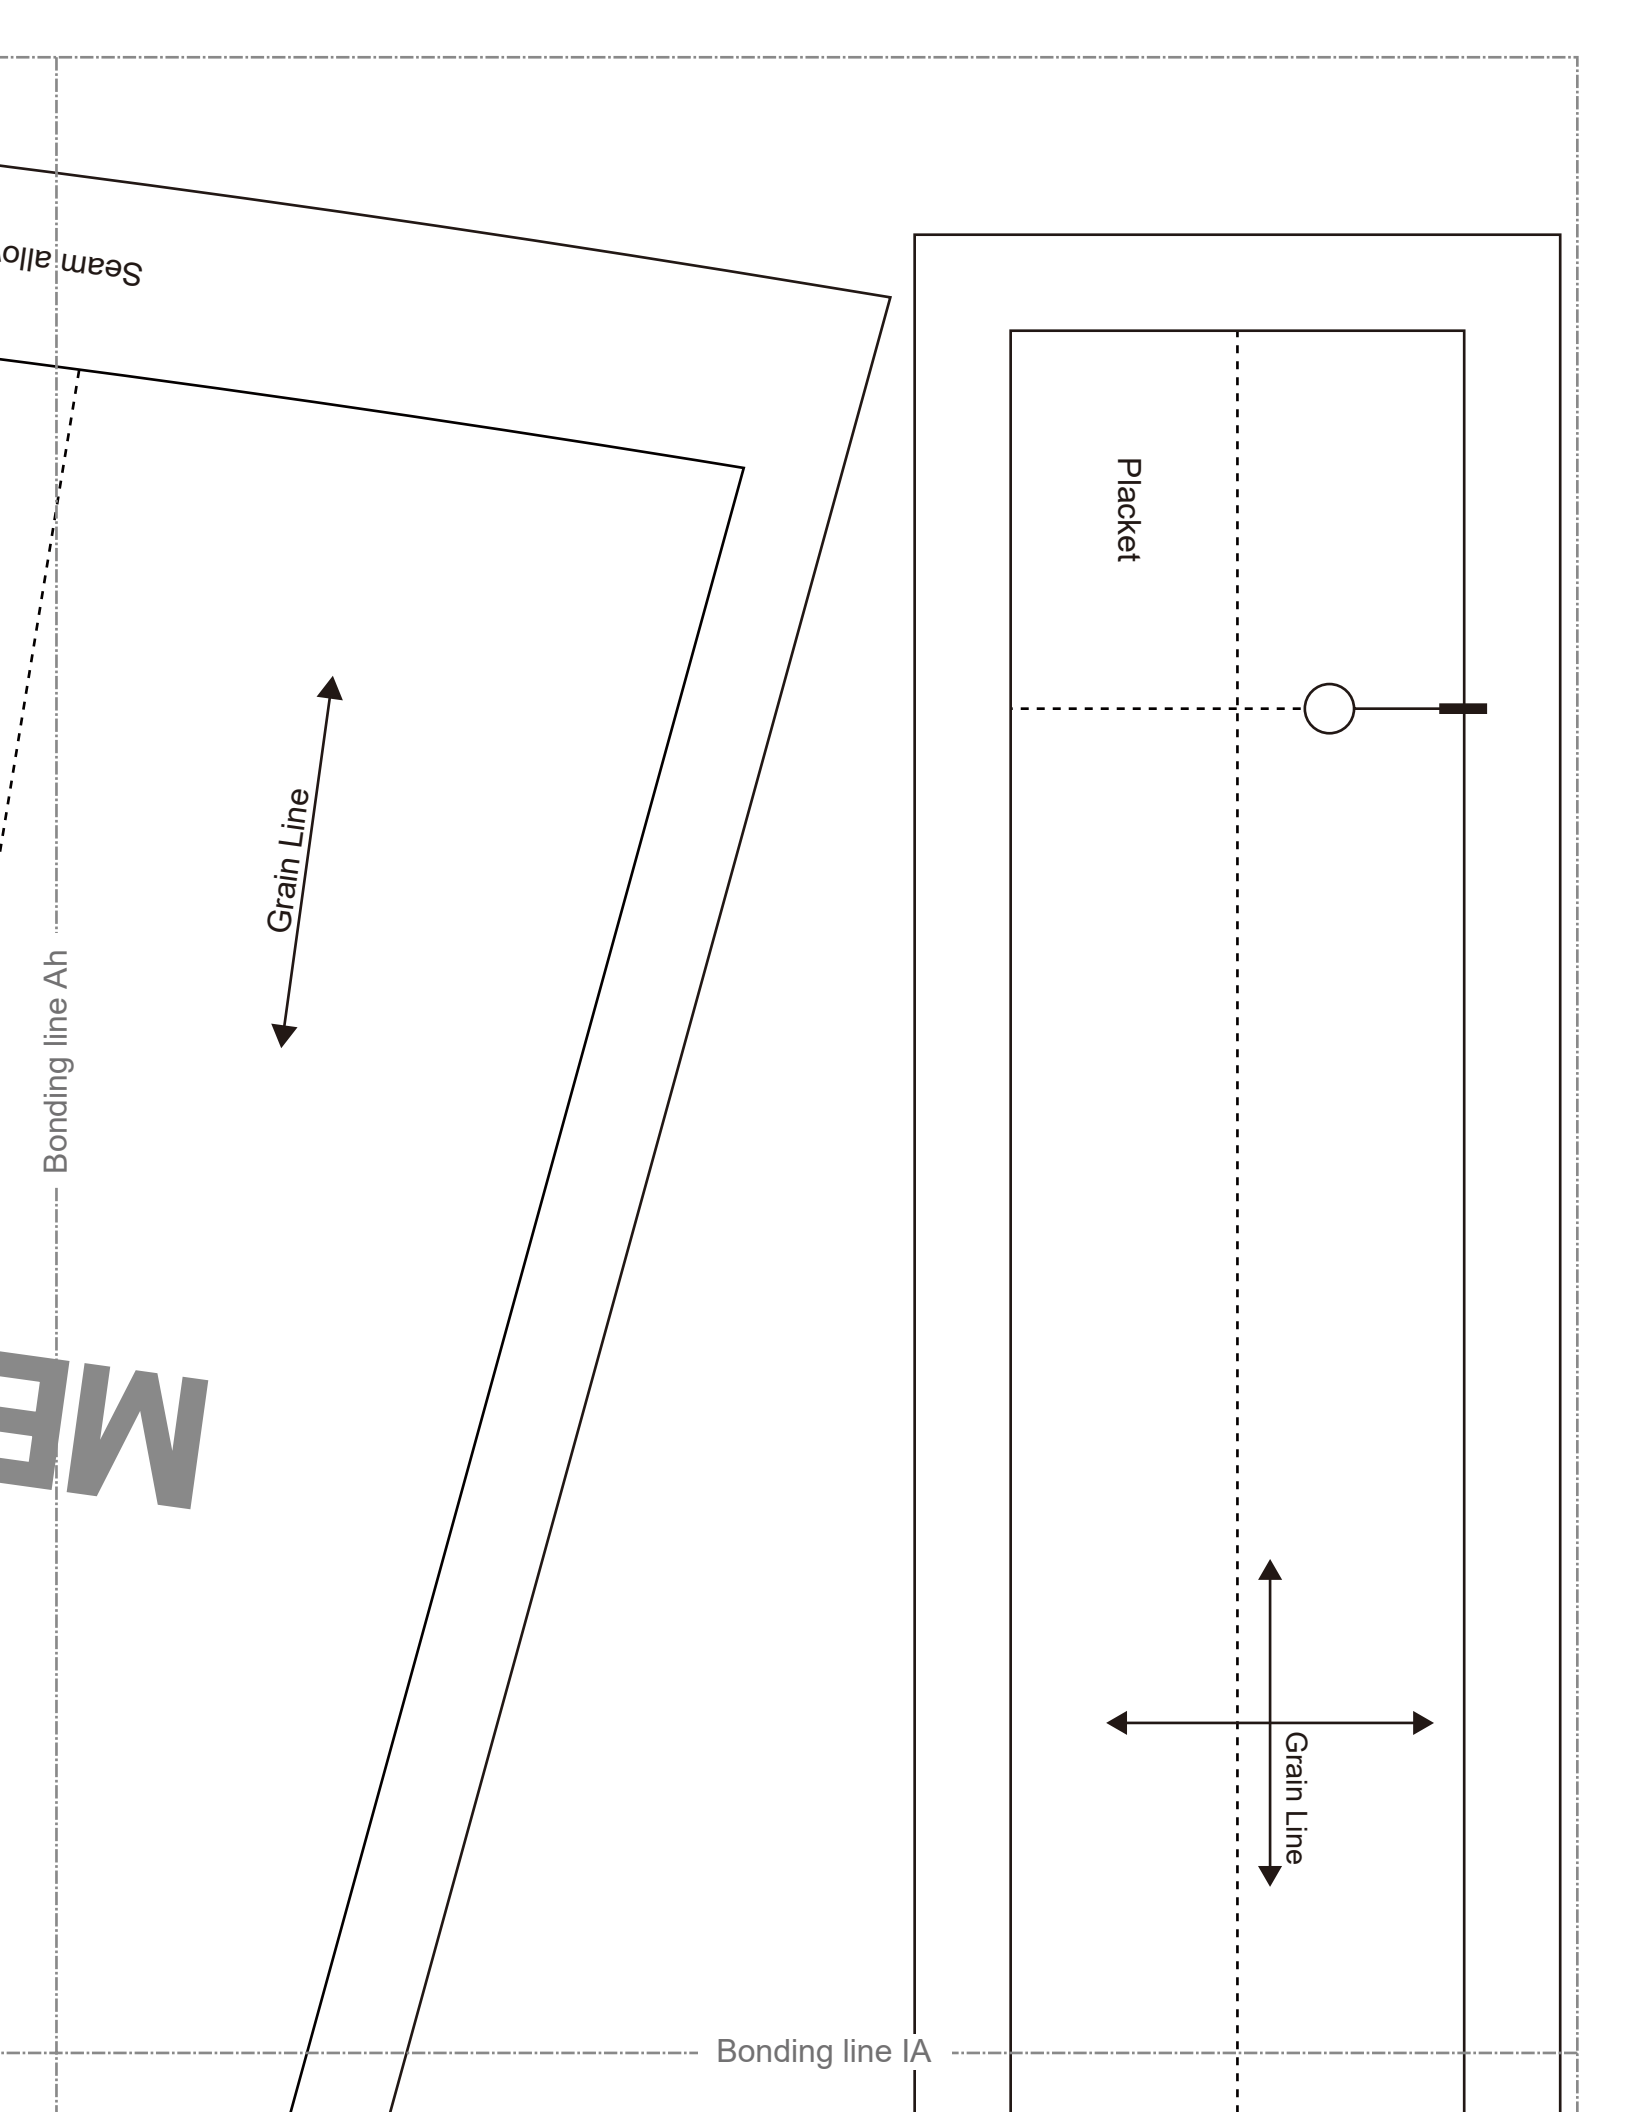 Seam allo
Placket
Grain Line
Bonding line Ah
ME
Grain Line
Bonding line IA